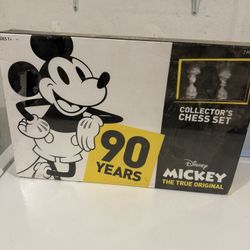 COLLECTOR'S
CHESS SET
90
YEARS
Disney
MICKEY
THE TRUE ORIGINAL